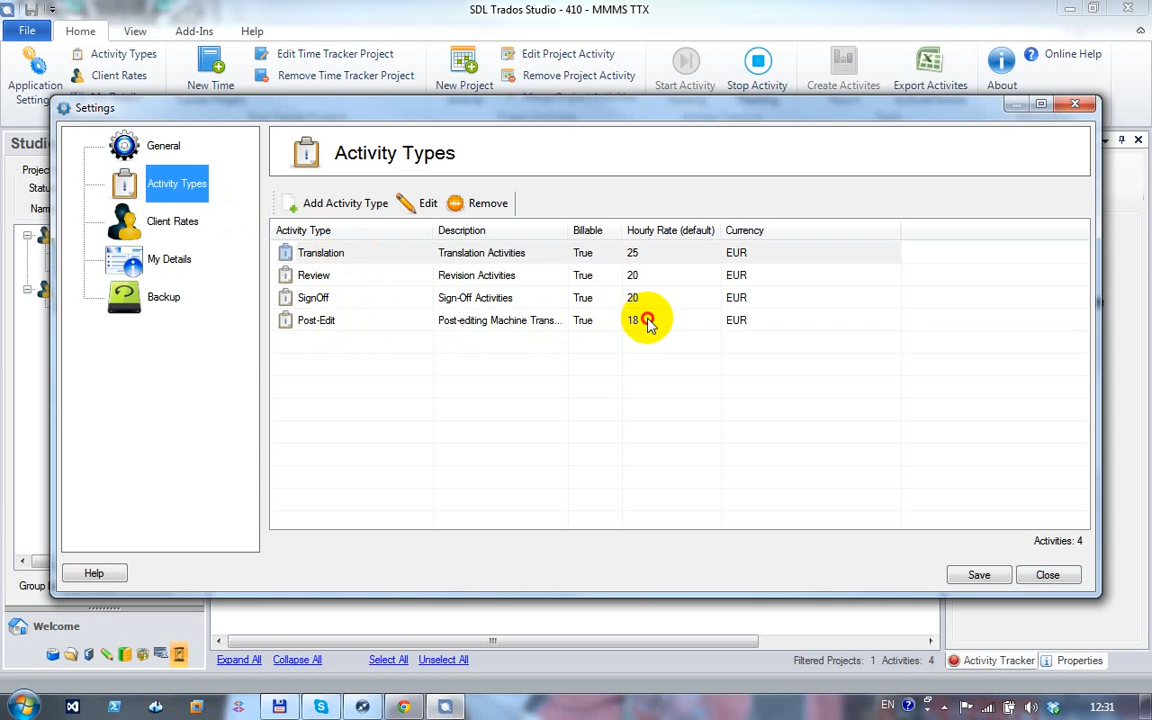 SDL Trados Studio - 410 - MMMS TTX
File Home View Add-Ins Help
Activity Types
Client Rates
Application
New Time
Edit Time Tracker Project
Remove Time Tracker Project
New Project
Edit Project Activity
Remove Project Activity
Start Activity
Stop Activity
Create Activities
Export Activities
About
Online Help
Settings
General
Activity Types
Client Rates
My Details
Backup
Activity Types
Add Activity Type Edit Remove
Activity Type Description Billable Hourly Rate (default) Currency
Translation Translation Activities True 25 EUR
Review Revision Activities True 20 EUR
SignOff Sign-Off Activities True 20 EUR
Post-Edit Post-editing Machine Trans... True 18 EUR
Activities: 4
Help Save Close
Welcome
Expand All Collapse All Select All Unselect All
Filtered Projects: 1 Activities: 4
Activity Tracker Properties
EN 12:31